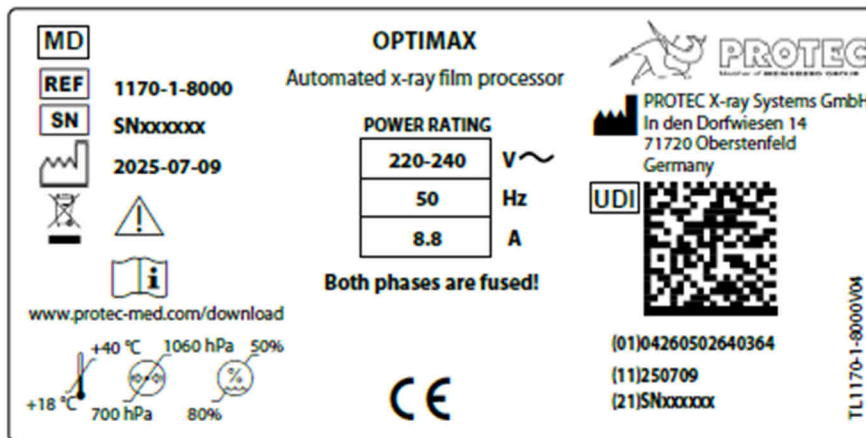 MD
REF 1170-1-8000
SN SNxxxxxx
2025-07-09
i
www.protec-med.com/download
+40 °C
+18 °C
1060 hPa
700 hPa
50%
%
80%
OPTIMAX
Automated x-ray film processor
POWER RATING
220-240 V~
50 Hz
8.8 A
Both phases are fused!
CE
PROTEC
PROTEC X-ray Systems GmbH
In den Dorfwiesen 14
71720 Oberstenfeld
Germany
UDI
(01)04260502640364
(11)250709
(21)SNxxxxxx
TL1170-1-8000V04